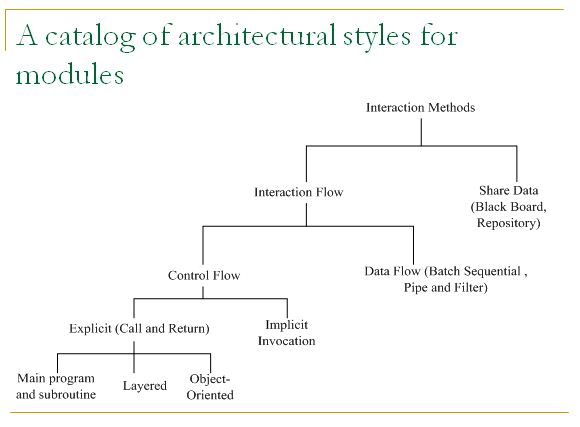 A catalog of architectural styles for
modules
Interaction Methods
Interaction Flow
Share Data
(Black Board,
Repository)
Control Flow
Data Flow (Batch Sequential ,
Pipe and Filter)
Explicit (Call and Return)
Implicit
Invocation
Main program
and subroutine
Layered
Object-
Oriented